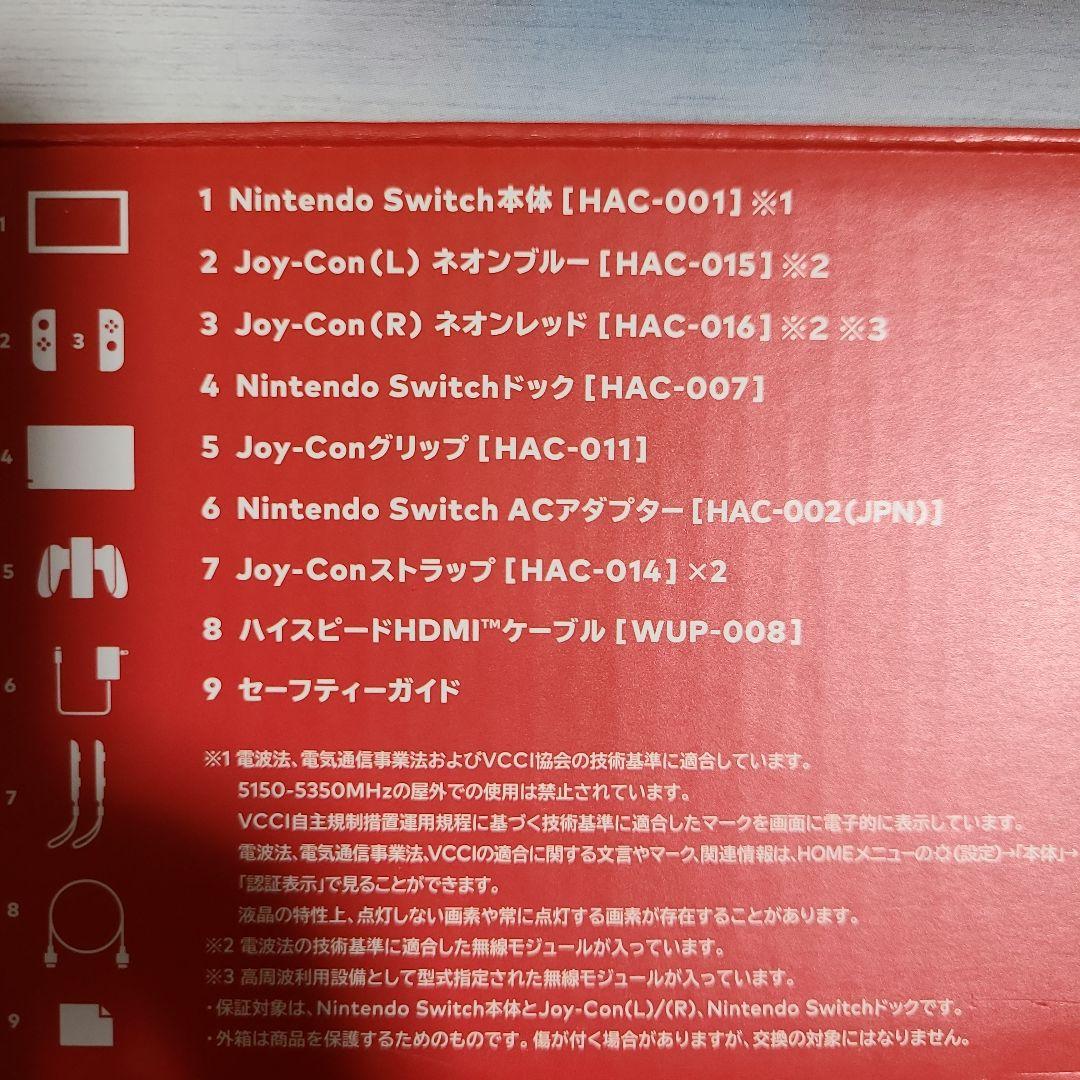 1 Nintendo Switch本体 [HAC-001] ※1
2 Joy-Con(L) ネオンブルー [HAC-015] ※2
3 Joy-Con(R) ネオンレッド [HAC-016] ※2 ※3
4 Nintendo Switchドック [HAC-007]
5 Joy-Conグリップ [HAC-011]
6 Nintendo Switch ACアダプター [HAC-002(JPN)]
7 Joy-Conストラップ [HAC-014] ×2
8 ハイスピードHDMI™ケーブル [WUP-008]
9 セーフティーガイド
1
2 3
4
5
6
7
8
9
※1 電波法、電気通信事業法およびVCCI協会の技術基準に適合しています。
5150-5350MHzの屋外での使用は禁止されています。
VCCI自主規制措置運用規程に基づく技術基準に適合したマークを画面に電子的に表示しています。
電波法、電気通信事業法、VCCIの適合に関する文言やマーク、関連情報は、HOMEメニューの(設定)→「本体」→
「認証表示」で見ることができます。
液晶の特性上、点灯しない画素や常に点灯する画素が存在することがあります。
※2 電波法の技術基準に適合した無線モジュールが入っています。
※3 高周波利用設備として型式指定された無線モジュールが入っています。
・保証対象は、Nintendo Switch本体とJoy-Con(L)/(R)、Nintendo Switchドックです。
・外箱は商品を保護するためのものです。傷が付く場合がありますが、交換の対象にはなりません。